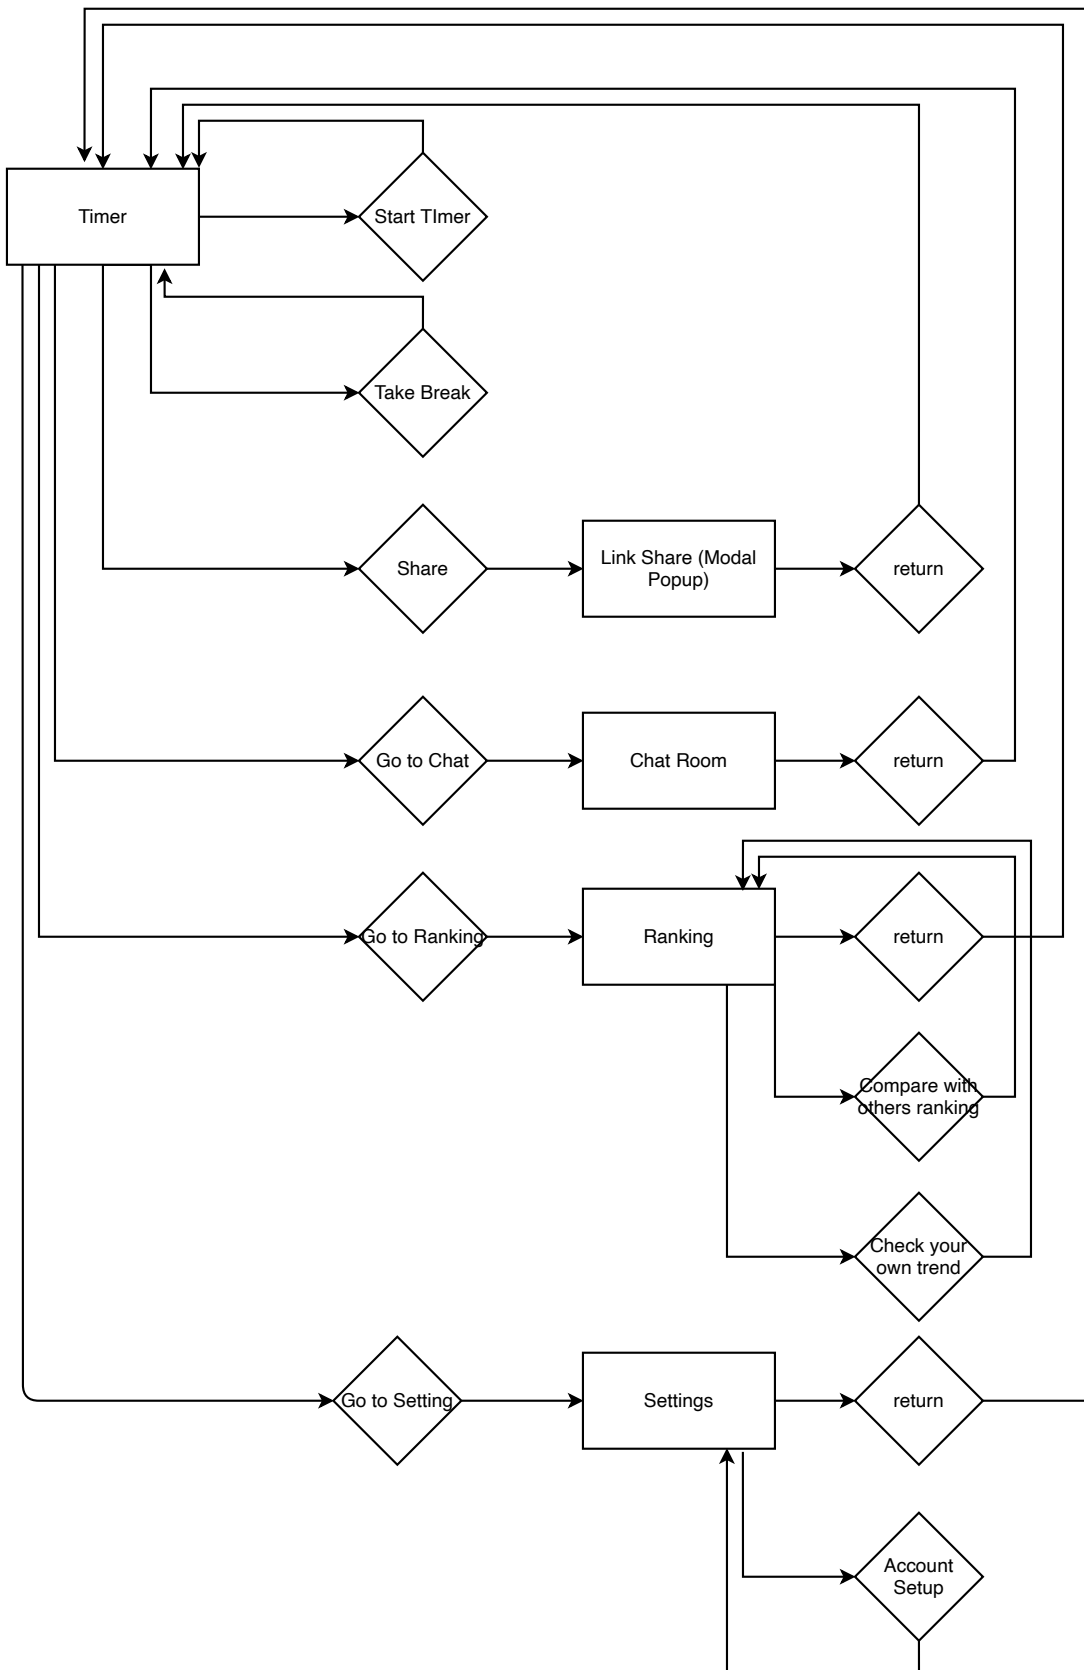 Timer
Start TImer
Take Break
Share
Link Share (Modal
Popup)
return
Go to Chat
Chat Room
return
Go to Ranking
Ranking
return
Compare with
others ranking
Check your
own trend
Go to Setting
Settings
return
Account
Setup